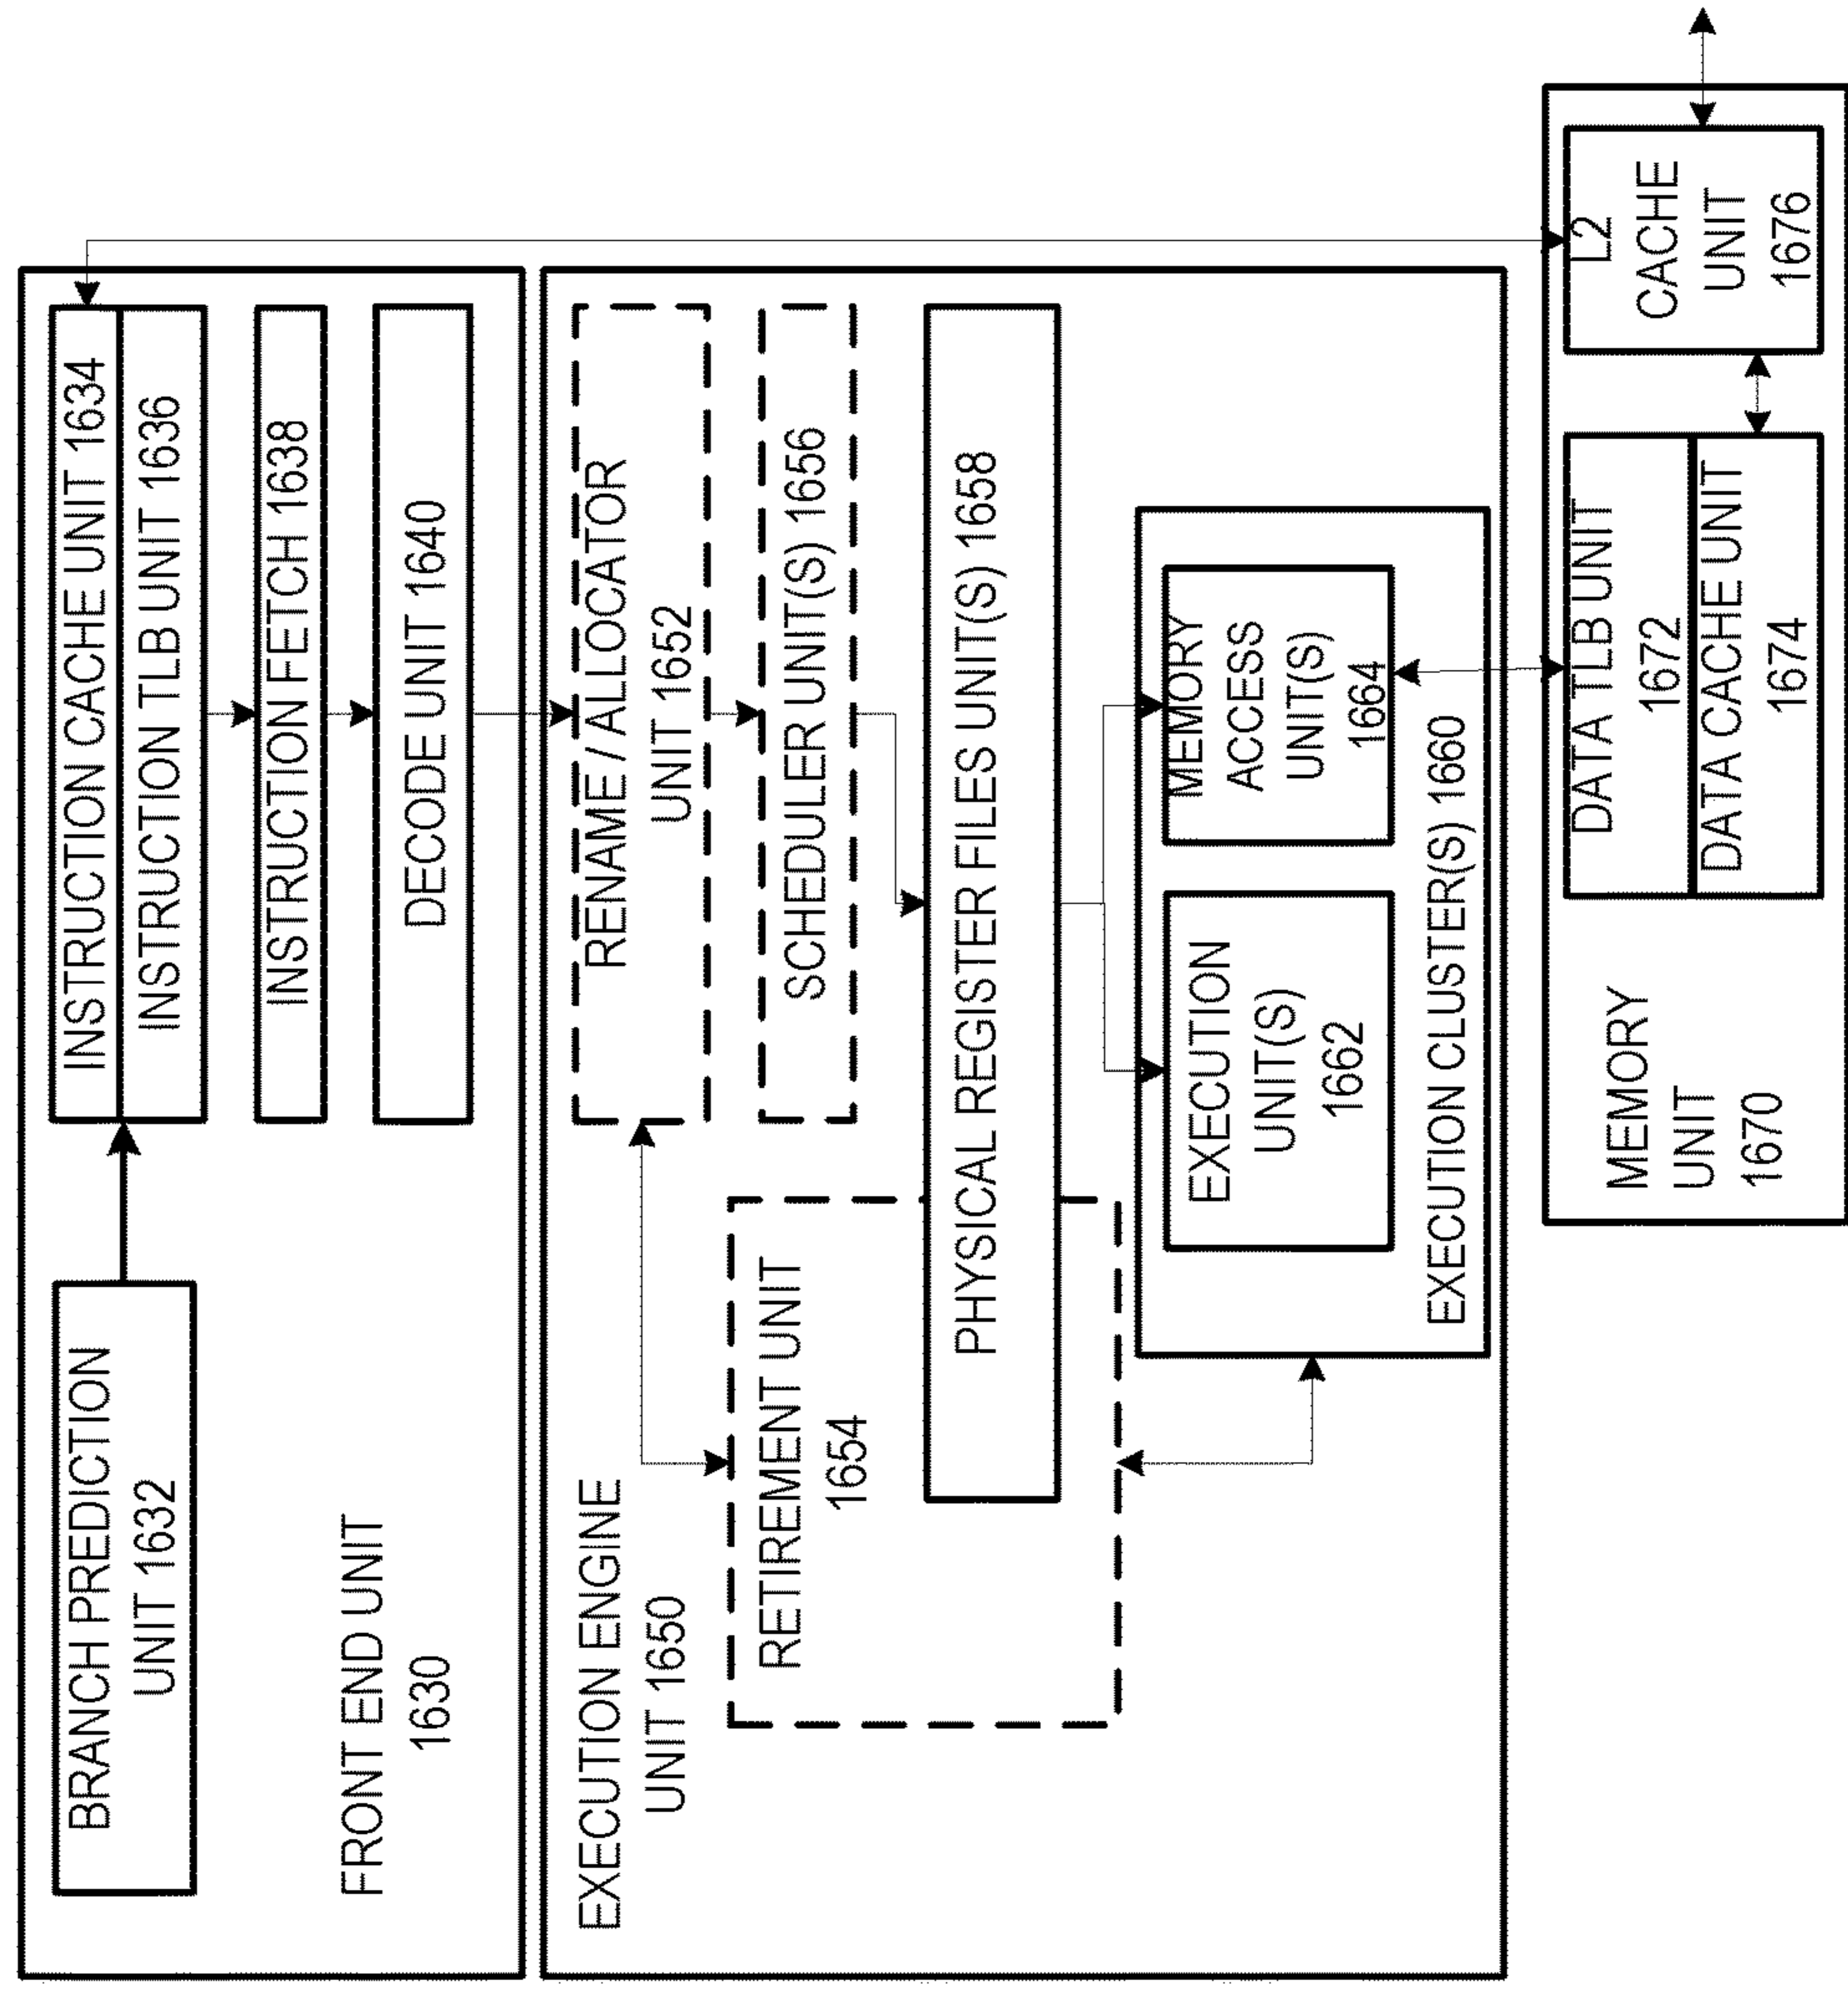 BRANCH PREDICTION
UNIT 1632
INSTRUCTION CACHE UNIT 1634
INSTRUCTION TLB UNIT 1636
INSTRUCTION FETCH 1638
FRONT END UNIT
1630
DECODE UNIT 1640
EXECUTION ENGINE
UNIT 1650
RENAME / ALLOCATOR
UNIT 1652
RETIREMENT UNIT
1654
SCHEDULER UNIT(S) 1656
PHYSICAL REGISTER FILES UNIT(S) 1658
EXECUTION
UNIT(S)
1662
MEMORY
ACCESS
UNIT(S)
1664
EXECUTION CLUSTER(S) 1660
MEMORY
UNIT
1670
DATA TLB UNIT
1672
DATA CACHE UNIT
1674
L2
CACHE
UNIT
1676